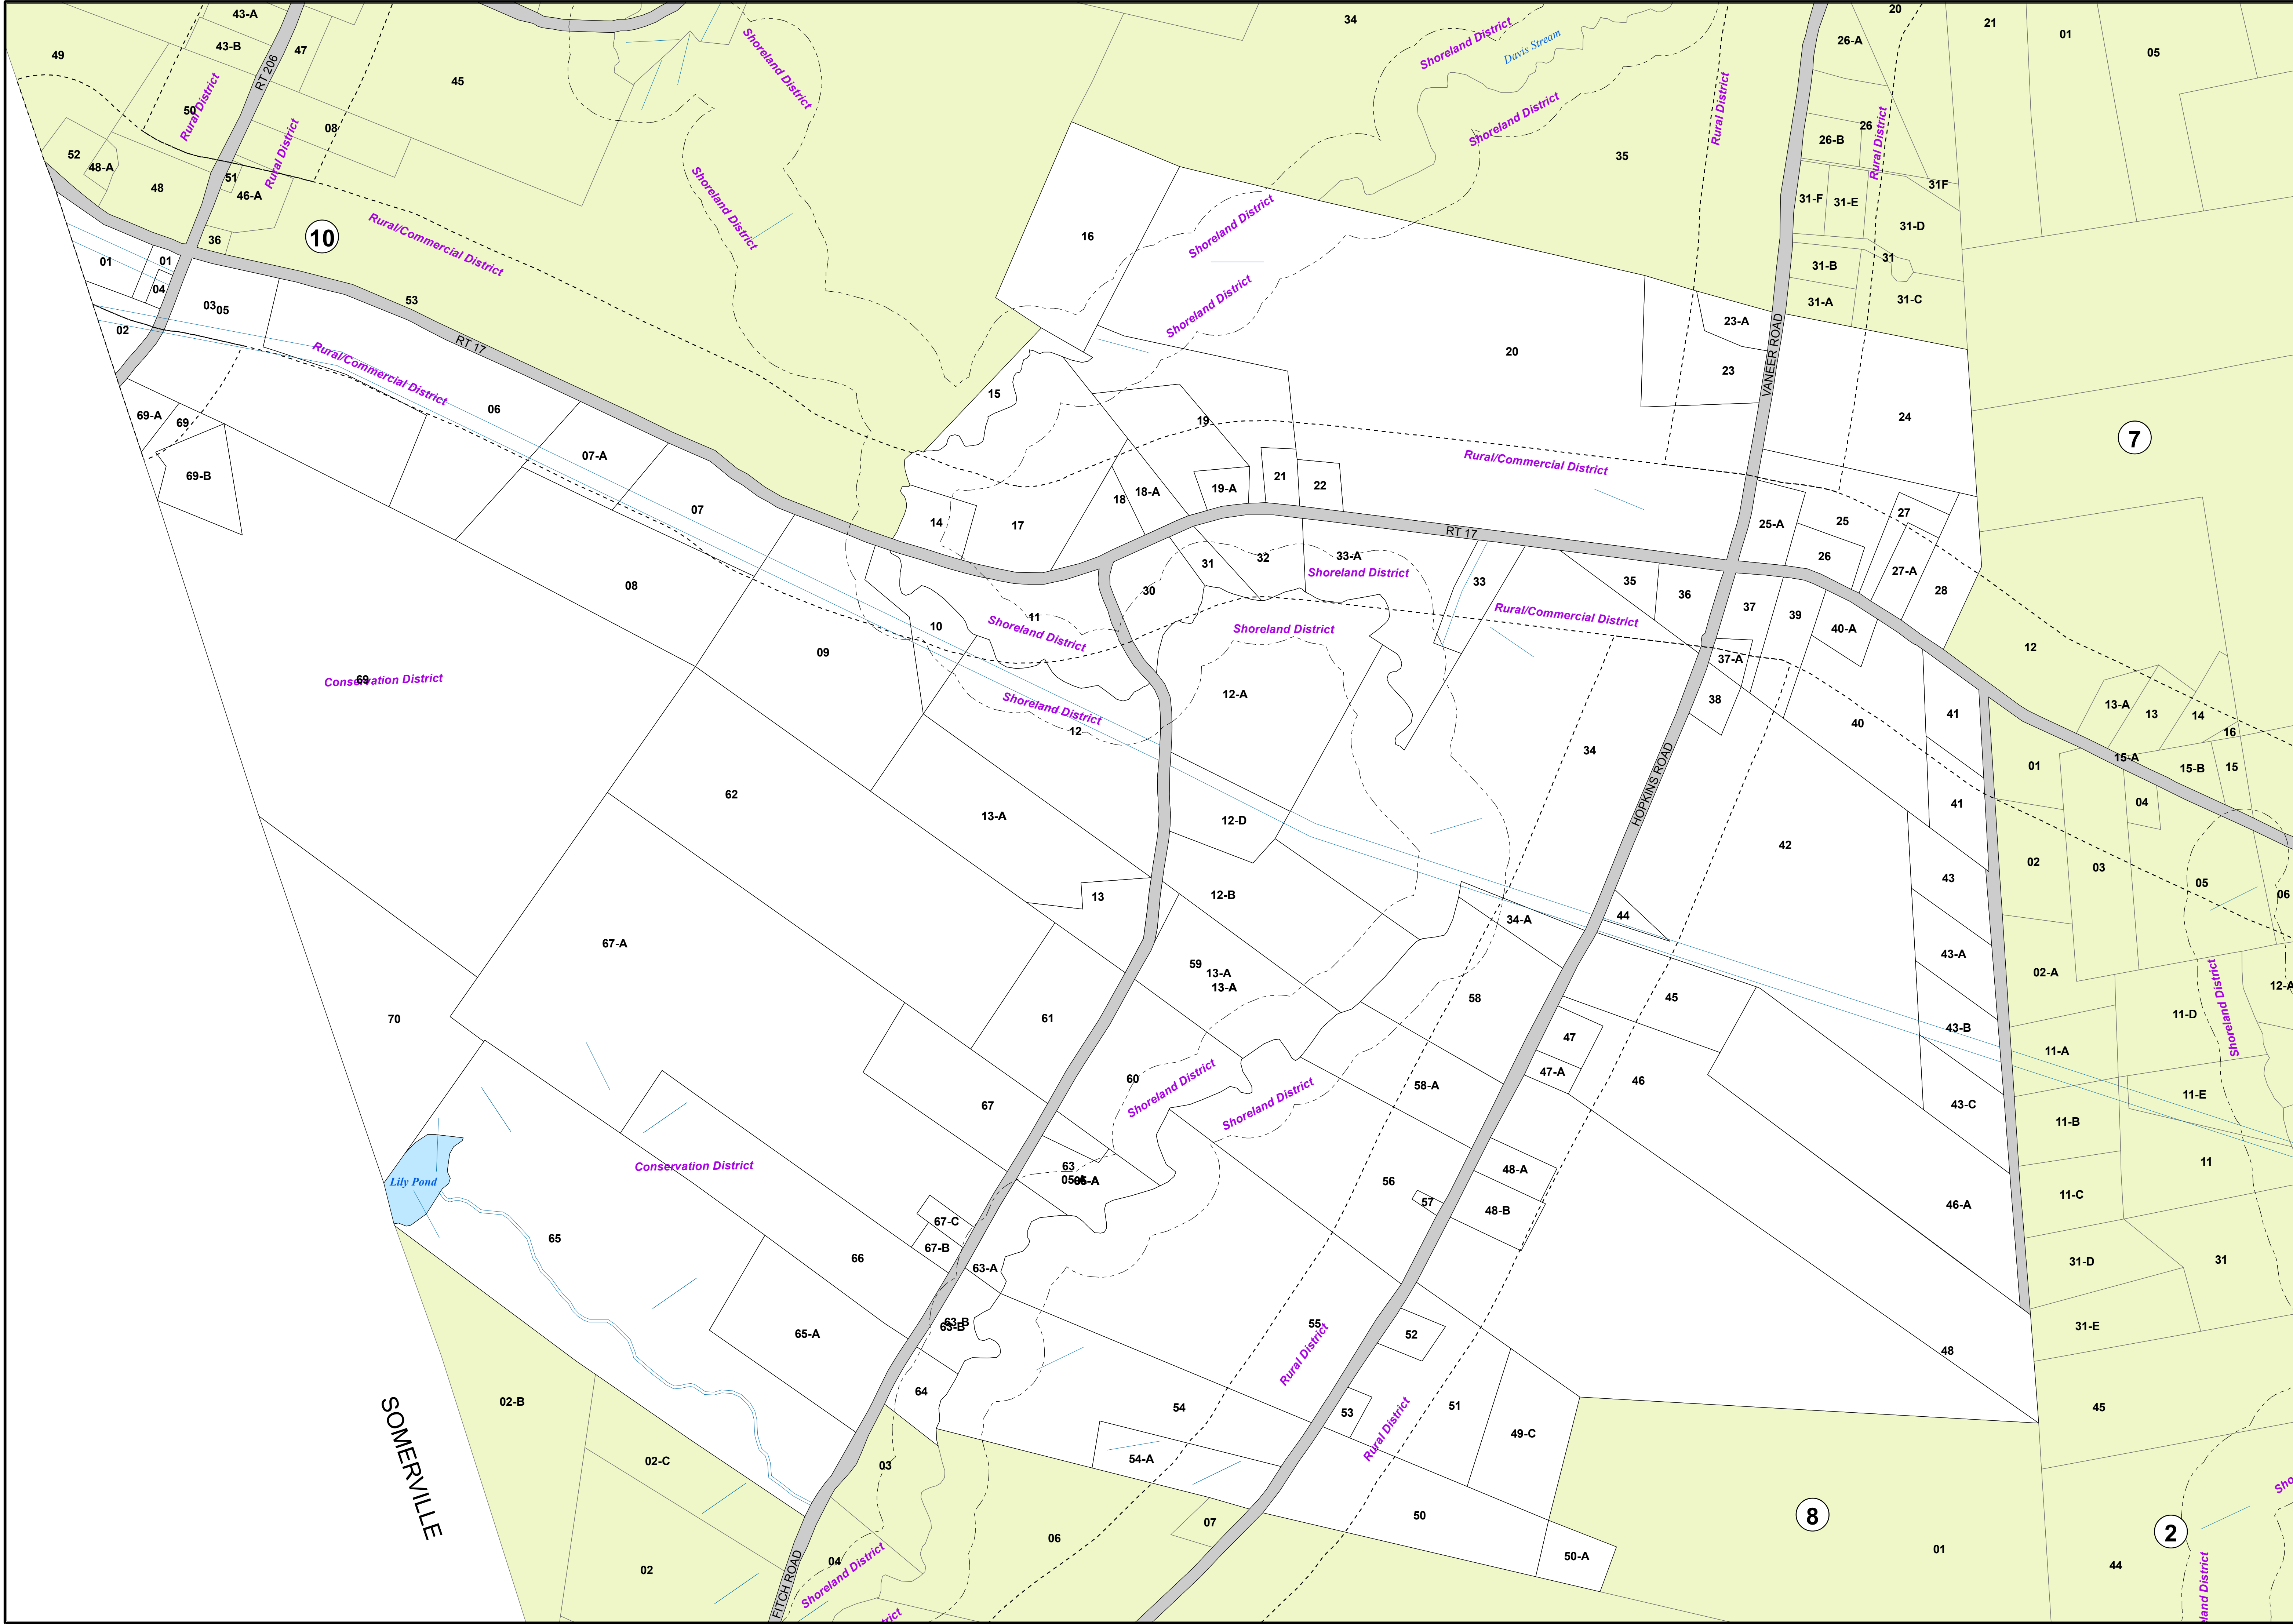 43-A
43-B
47
49
45
RT 206
Rural District
50
08
Rural District
52
48-A
48
51
46-A
36
10
Rural/Commercial District
Shoreland District
Shoreland District
34
Shoreland District
Davis Stream
Shoreland District
35
Rural District
20
21
01
05
26-A
26-B
26
Rural District
31F
31-F
31-E
31-D
31-B
31
31-A
31-C
01
01
04
03
05
02
53
RT 17
Rural/Commercial District
06
16
Shoreland District
Shoreland District
20
23-A
23
VANEER ROAD
24
7
15
19
69-A
69
69-B
07-A
07
Rural/Commercial District
18
18-A
19-A
21
22
14
17
RT 17
25-A
25
27
26
27-A
28
31
32
33-A
Shoreland District
33
30
35
36
37
39
40-A
08
09
10
11
Shoreland District
Shoreland District
Rural/Commercial District
37-A
12
69
Conservation District
12-A
Shoreland District
12
38
40
41
13-A
13
14
16
15-A
15-B
15
34
HOPKINS ROAD
01
62
13-A
12-D
41
04
42
02
03
05
06
43
13
12-B
34-A
44
67-A
59
13-A
13-A
43-A
02-A
Shoreland District
12-A
58
45
70
61
43-B
11-D
47
11-A
47-A
60
Shoreland District
Shoreland District
58-A
46
67
43-C
11-E
11-B
Conservation District
63
05-A
05-A
48-A
11
Lily Pond
56
57
48-B
46-A
11-C
65
67-C
67-B
66
63-A
31-D
31
65-A
63-B
63-B
55
Rural District
52
31-E
48
64
54
53
51
Rural District
49-C
45
SOMERVILLE
02-B
02-C
03
54-A
50
8
2
07
06
01
44
50-A
02
04
Shoreland District
FITCH ROAD